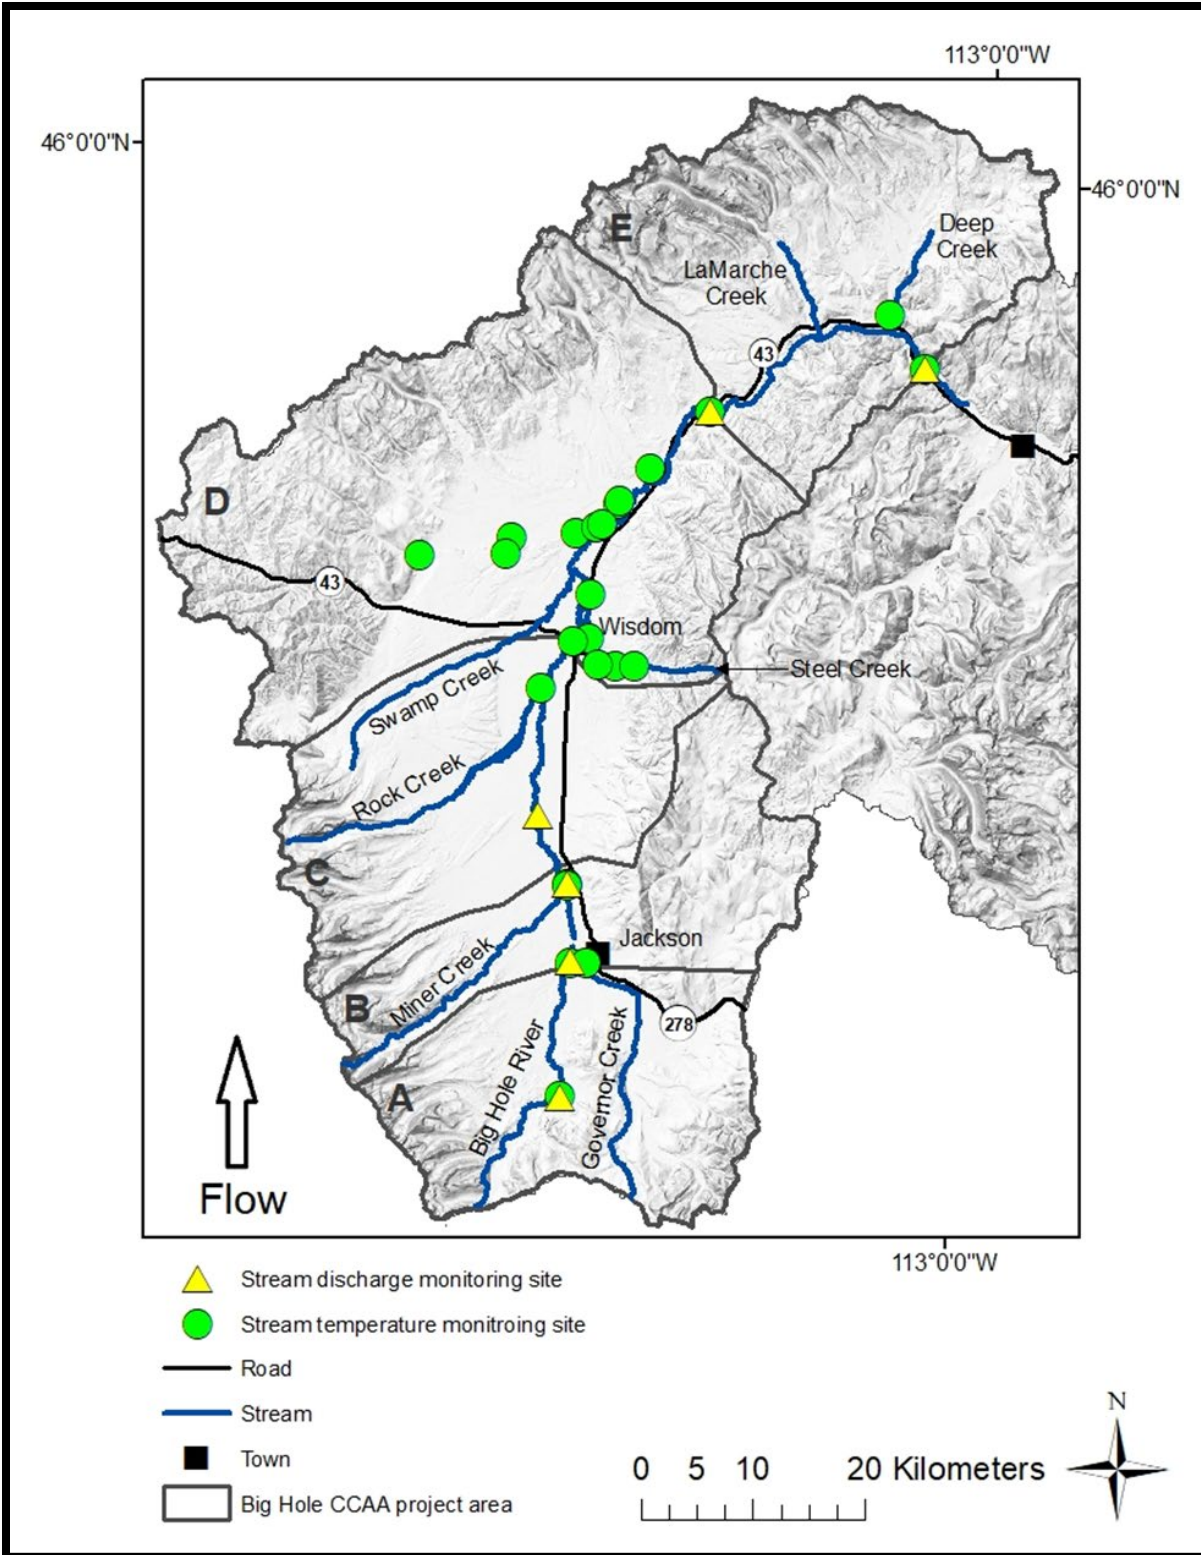 113°0'0"W
46°0'0"N
46°0'0"N
E
Deep
Creek
LaMarche
Creek
43
D
43
Wisdom
Steel Creek
Swamp Creek
Rock Creek
C
Jackson
Miner Creek
B
278
Big Hole River
Governor Creek
A
Flow
113°0'0"W
Stream discharge monitoring site
Stream temperature monitroing site
Road
Stream
Town
Big Hole CCAA project area
0 5 10 20 Kilometers
N